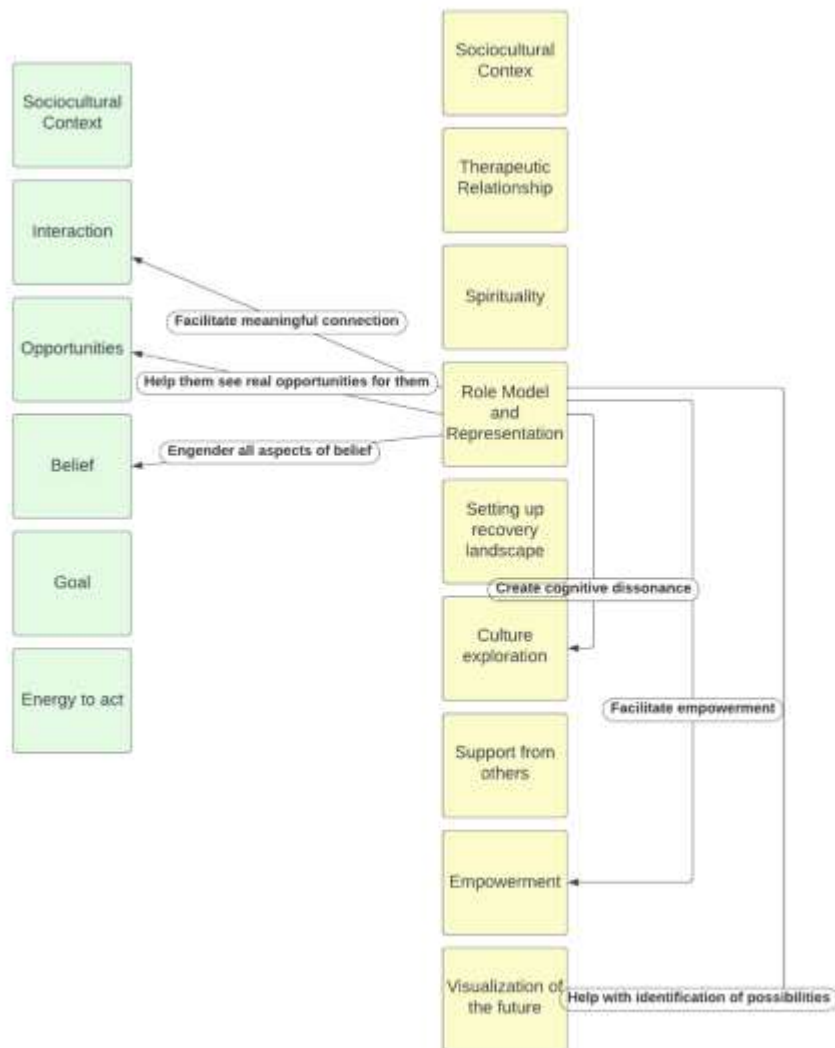 Sociocultural
Context
Interaction
Opportunities
Belief
Goal
Energy to act
Facilitate meaningful connection
Help them see real opportunities for them
Engender all aspects of belief
Sociocultural
Contex
Therapeutic
Relationship
Spirituality
Role Model
and
Representation
Setting up
recovery
landscape
Culture
exploration
Support from
others
Empowerment
Visualization of
the future
Create cognitive dissonance
Facilitate empowerment
Help with identification of possibilities